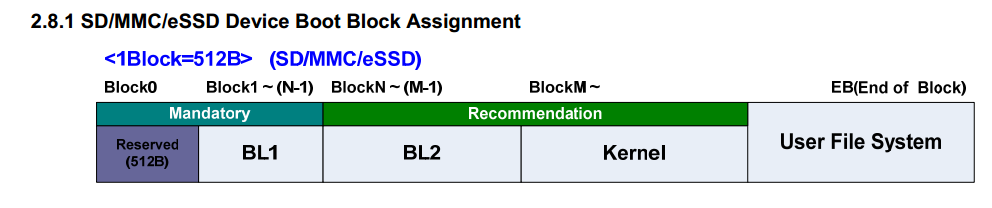 2.8.1 SD/MMC/eSSD Device Boot Block Assignment
<1Block=512B> (SD/MMC/eSSD)
Block0 Block1 ~ (N-1) BlockN ~ (M-1) BlockM ~ EB(End of Block)
Mandatory Recommendation
Reserved
(512B)
BL1 BL2 Kernel User File System